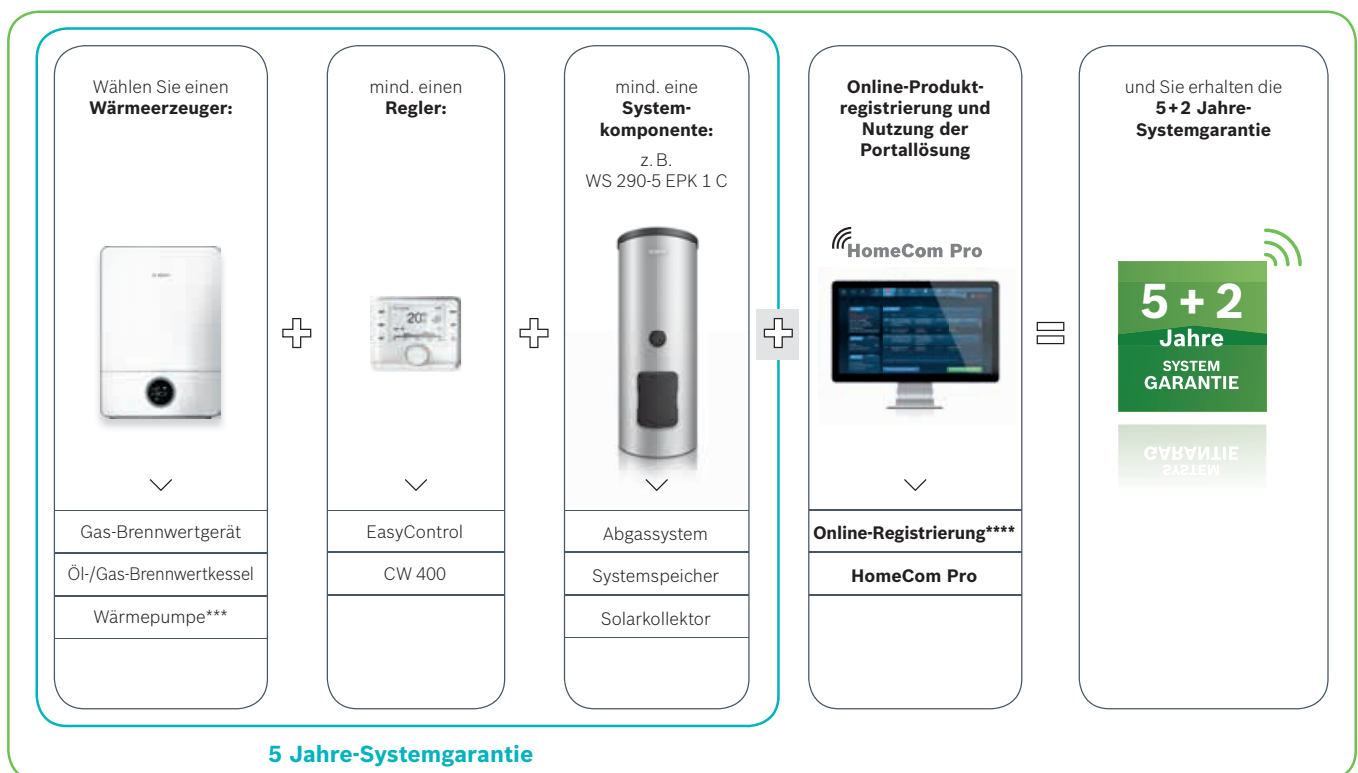 Wählen Sie einen
Wärmeerzeuger:
Gas-Brennwertgerät
Öl-/Gas-Brennwertkessel
Wärmepumpe***
mind. einen
Regler:
EasyControl
CW 400
mind. eine
System-
komponente:
z. B.
WS 290-5 EPK 1 C
Abgassystem
Systemspeicher
Solarkollektor
5 Jahre-Systemgarantie
Online-Produkt-
registrierung und
Nutzung der
Portallösung
HomeCom Pro
Online-Registrierung****
HomeCom Pro
und Sie erhalten die
5+2 Jahre-
Systemgarantie
5 + 2
Jahre
SYSTEM
GARANTIE